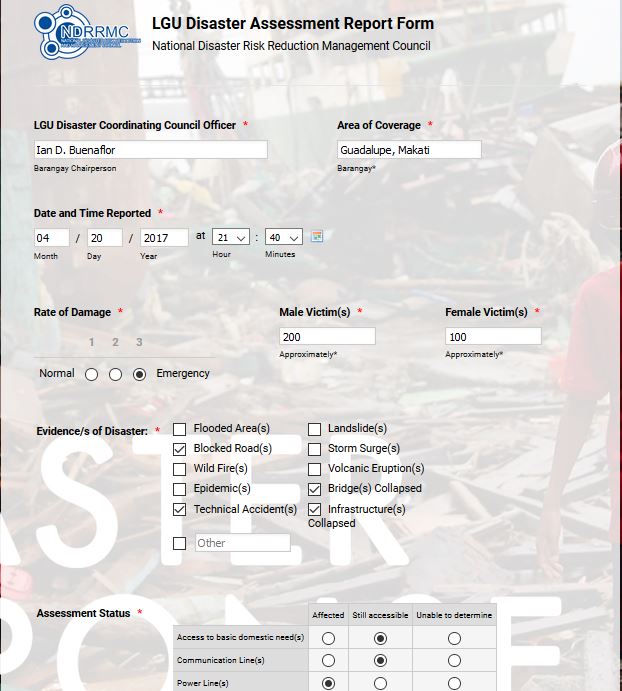 NDRRMC
LGU Disaster Assessment Report Form
National Disaster Risk Reduction Management Council
LGU Disaster Coordinating Council Officer *
Area of Coverage *
Ian D. Buenaflor
Guadalupe, Makati
Barangay Chairperson
Barangay*
Date and Time Reported *
04 / 20 / 2017 at 21 : 40
Month Day Year Hour Minutes
Rate of Damage *
Male Victim(s) *
Female Victim(s) *
1 2 3
200
100
Approximately*
Approximately*
Normal Emergency
Evidence/s of Disaster: *
Flooded Area(s) Landslide(s)
Blocked Road(s) Storm Surge(s)
Wild Fire(s) Volcanic Eruption(s)
Epidemic(s) Bridge(s) Collapsed
Technical Accident(s) Infrastructure(s)
Collapsed
Other
ASTER
PONSE
Assessment Status *
Affected Still accessible Unable to determine
Access to basic domestic need(s)
Communication Line(s)
Power Line(s)